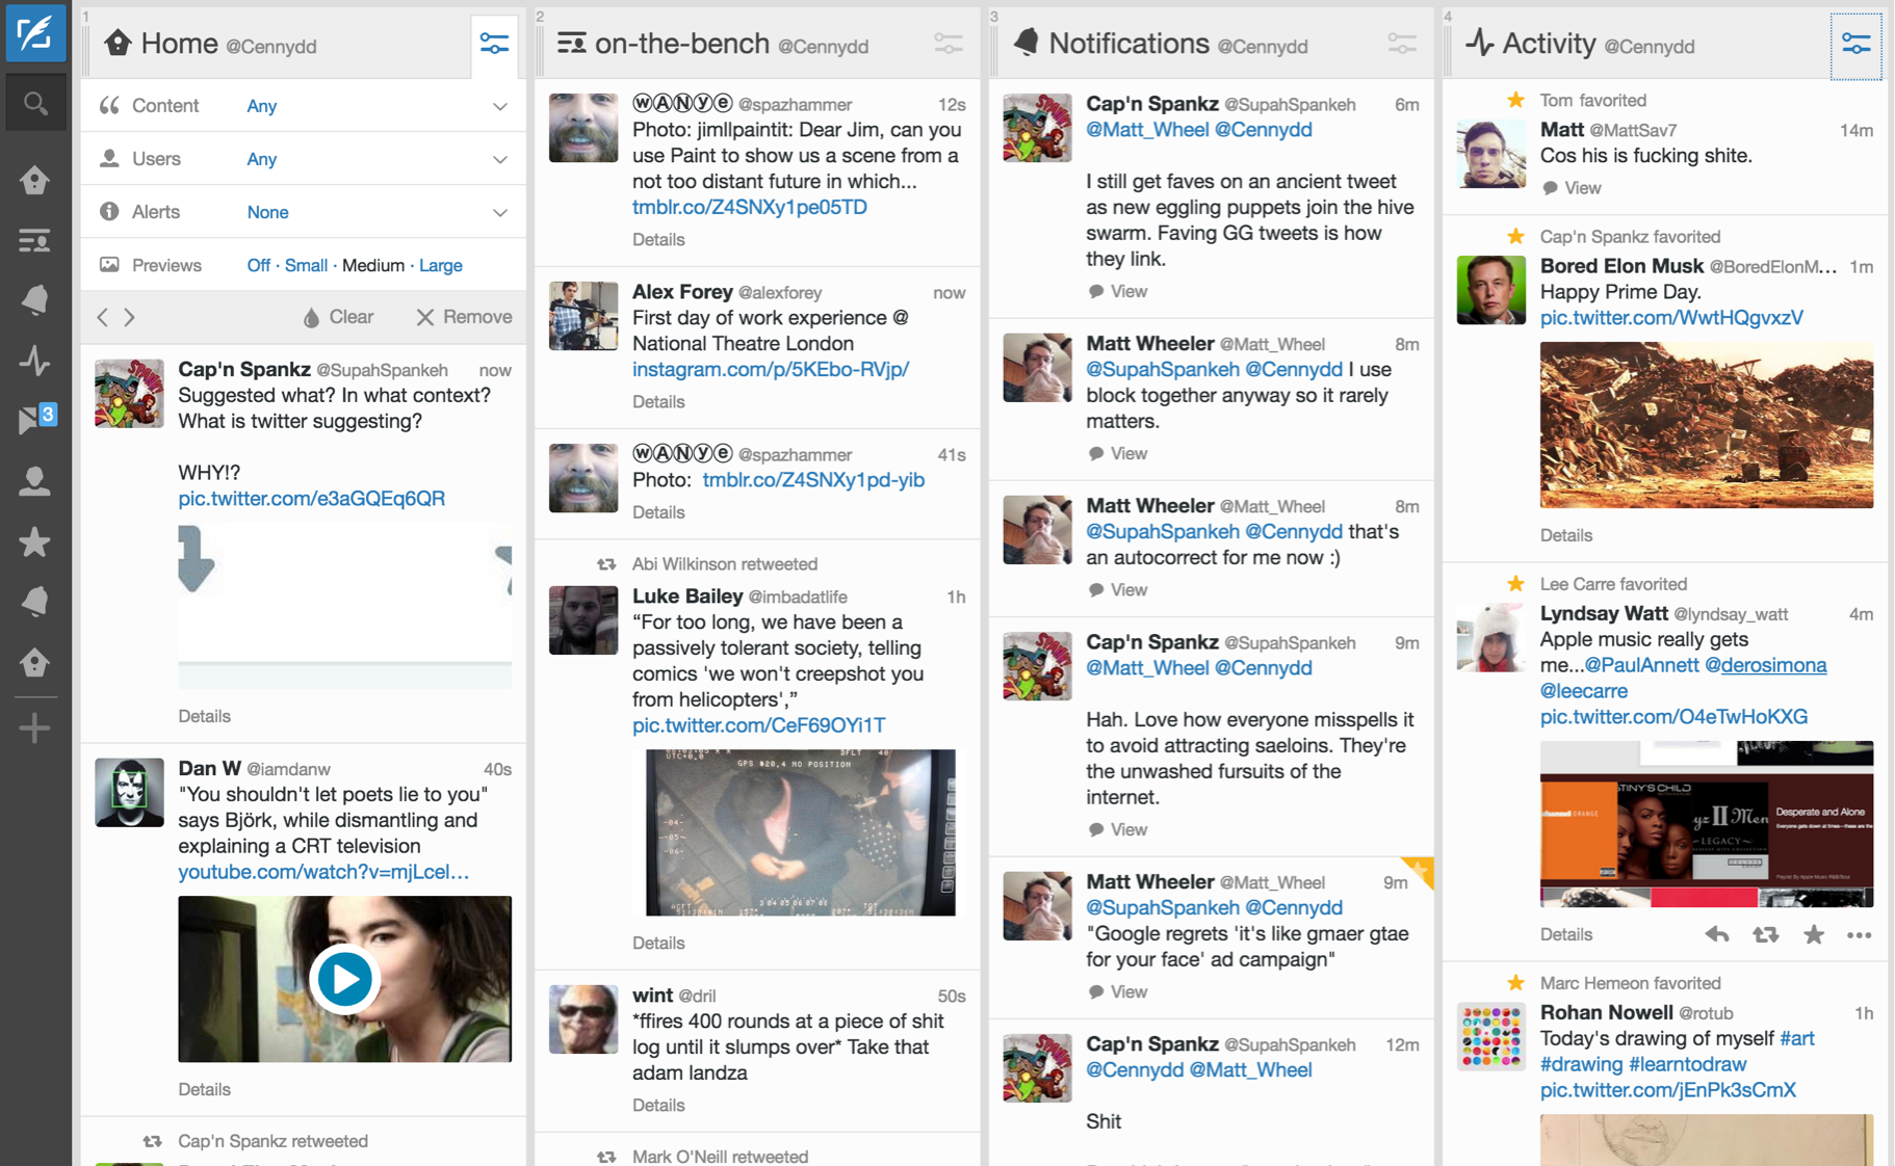 1
Home @Cennydd
Content Any
Users Any
Alerts None
Previews Off · Small · Medium · Large
Clear Remove
Cap'n Spankz @SupahSpankeh now
Suggested what? In what context?
What is twitter suggesting?
WHY!?
pic.twitter.com/e3aGQEq6QR
Details
Dan W @iamdanw 40s
"You shouldn't let poets lie to you"
says Björk, while dismantling and
explaining a CRT television
youtube.com/watch?v=mjLcel…
Details
Cap'n Spankz retweeted
3
2
on-the-bench @Cennydd
ⓦⒶⓃⓨⓔ @spazhammer 12s
Photo: jimllpaintit: Dear Jim, can you
use Paint to show us a scene from a
not too distant future in which...
tmblr.co/Z4SNXy1pe05TD
Details
Alex Forey @alexforey now
First day of work experience @
National Theatre London
instagram.com/p/5KEbo-RVjp/
Details
ⓦⒶⓃⓨⓔ @spazhammer 41s
Photo: tmblr.co/Z4SNXy1pd-yib
Details
Abi Wilkinson retweeted
Luke Bailey @imbadatlife 1h
“For too long, we have been a
passively tolerant society, telling
comics 'we won't creepshot you
from helicopters',”
pic.twitter.com/CeF69OYi1T
GPS #20.4 MO POSITION
Details
wint @dril 50s
*ffires 400 rounds at a piece of shit
log until it slumps over* Take that
adam landza
Details
Mark O'Neill retweeted
3
Notifications @Cennydd
Cap'n Spankz @SupahSpankeh 6m
@Matt_Wheel @Cennydd
I still get faves on an ancient tweet
as new eggling puppets join the hive
swarm. Faving GG tweets is how
they link.
View
Matt Wheeler @Matt_Wheel 8m
@SupahSpankeh @Cennydd I use
block together anyway so it rarely
matters.
View
Matt Wheeler @Matt_Wheel 8m
@SupahSpankeh @Cennydd that's
an autocorrect for me now :)
View
Cap'n Spankz @SupahSpankeh 9m
@Matt_Wheel @Cennydd
Hah. Love how everyone misspells it
to avoid attracting saeloins. They're
the unwashed fursuits of the
internet.
View
Matt Wheeler @Matt_Wheel 9m
@SupahSpankeh @Cennydd
"Google regrets 'it's like gmaer gtae
for your face' ad campaign"
View
Cap'n Spankz @SupahSpankeh 12m
@Cennydd @Matt_Wheel
Shit
4
Activity @Cennydd
Tom favorited
Matt @MattSav7 14m
Cos his is fucking shite.
View
Cap'n Spankz favorited
Bored Elon Musk @BoredElonM… 1m
Happy Prime Day.
pic.twitter.com/WwtHQgvxzV
Details
Lee Carre favorited
Lyndsay Watt @lyndsay_watt 4m
Apple music really gets
me...@PaulAnnett @derosimona
@leecarre
pic.twitter.com/O4eTwHoKXG
channel ORANGE
STINY'S CHILD
yz II Men
LEGACY
Desperate and Alone
Details
Marc Hemeon favorited
Rohan Nowell @rotub 1h
Today's drawing of myself #art
#drawing #learntodraw
pic.twitter.com/jEnPk3sCmX